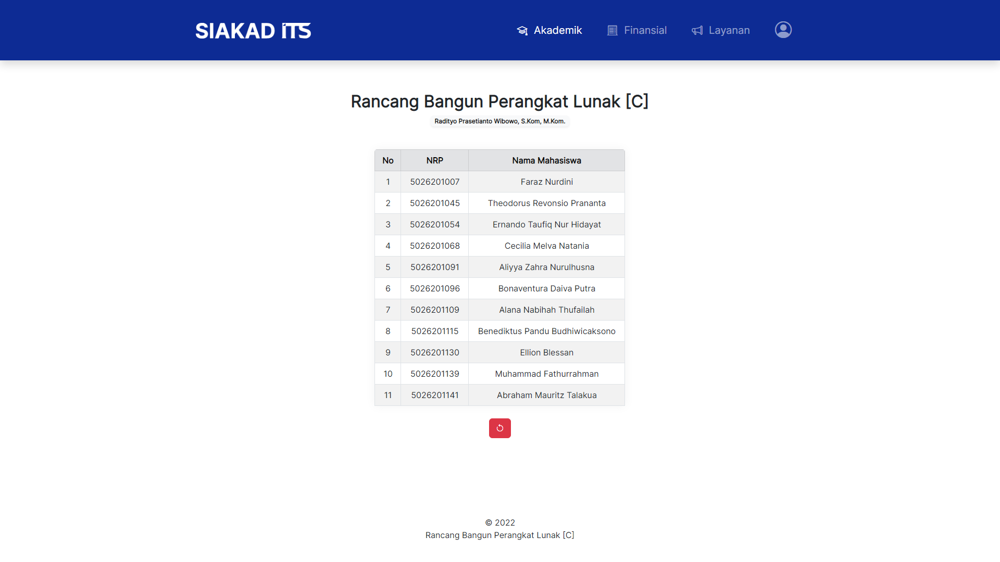 SIAKAD ITS
Akademik Finansial Layanan
Rancang Bangun Perangkat Lunak [C]
Radityo Prasetianto Wibowo, S.Kom, M.Kom.
No NRP Nama Mahasiswa
1 5026201007 Faraz Nurdini
2 5026201045 Theodorus Revonsio Prananta
3 5026201054 Ernando Taufiq Nur Hidayat
4 5026201068 Cecilia Melva Natania
5 5026201091 Aliyya Zahra Nurulhusna
6 5026201096 Bonaventura Daiva Putra
7 5026201109 Alana Nabihah Thufailah
8 5026201115 Benediktus Pandu Budhiwicaksono
9 5026201130 Ellion Blessan
10 5026201139 Muhammad Fathurrahman
11 5026201141 Abraham Mauritz Talakua
© 2022
Rancang Bangun Perangkat Lunak [C]